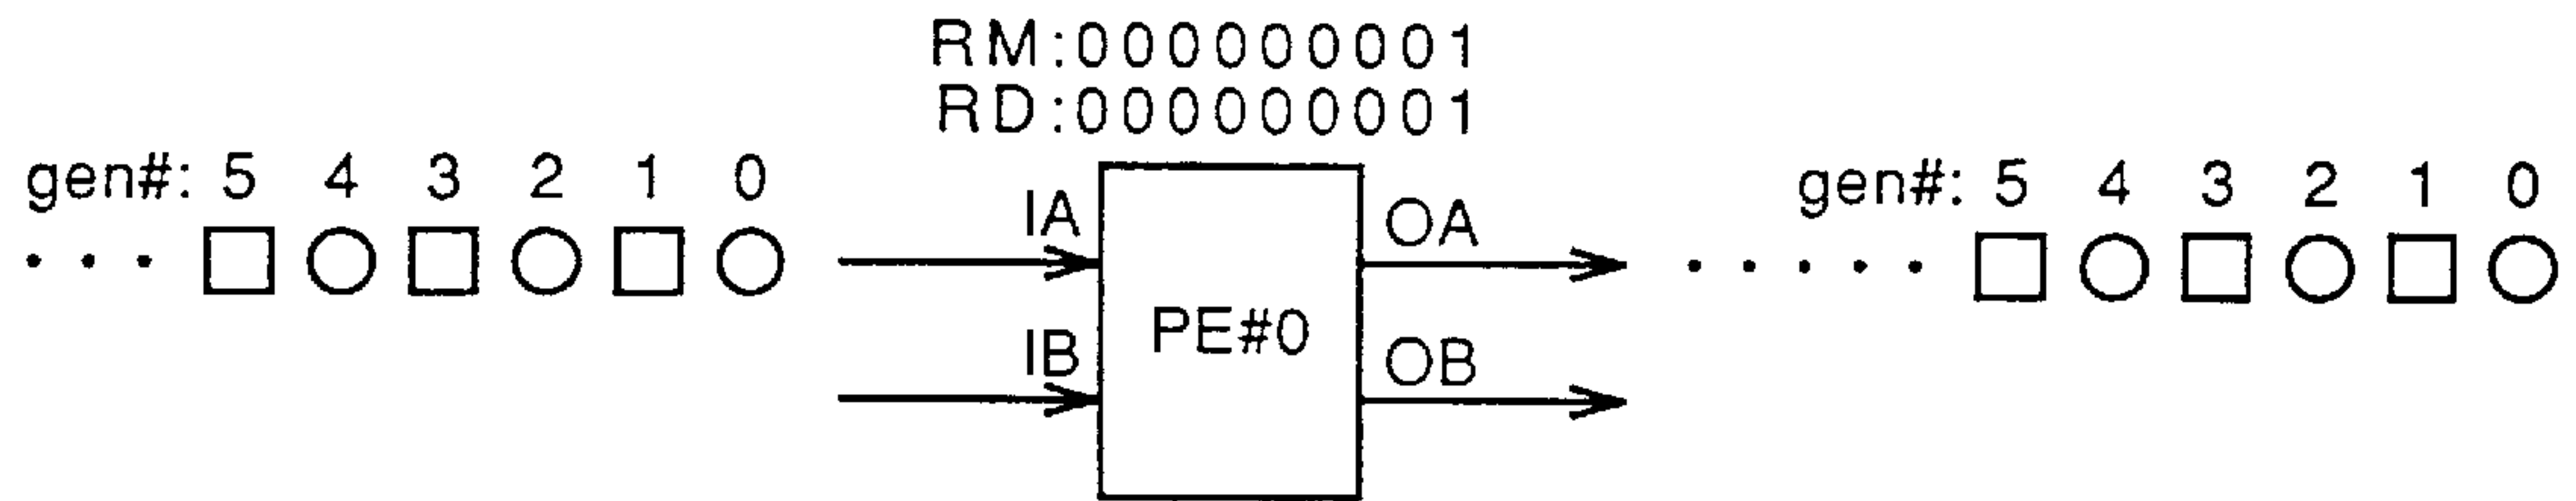 RM:000000001
RD:000000001
gen#: 5 4 3 2 1 0
IA
OA
gen#: 5 4 3 2 1 0
PE#0
IB
OB